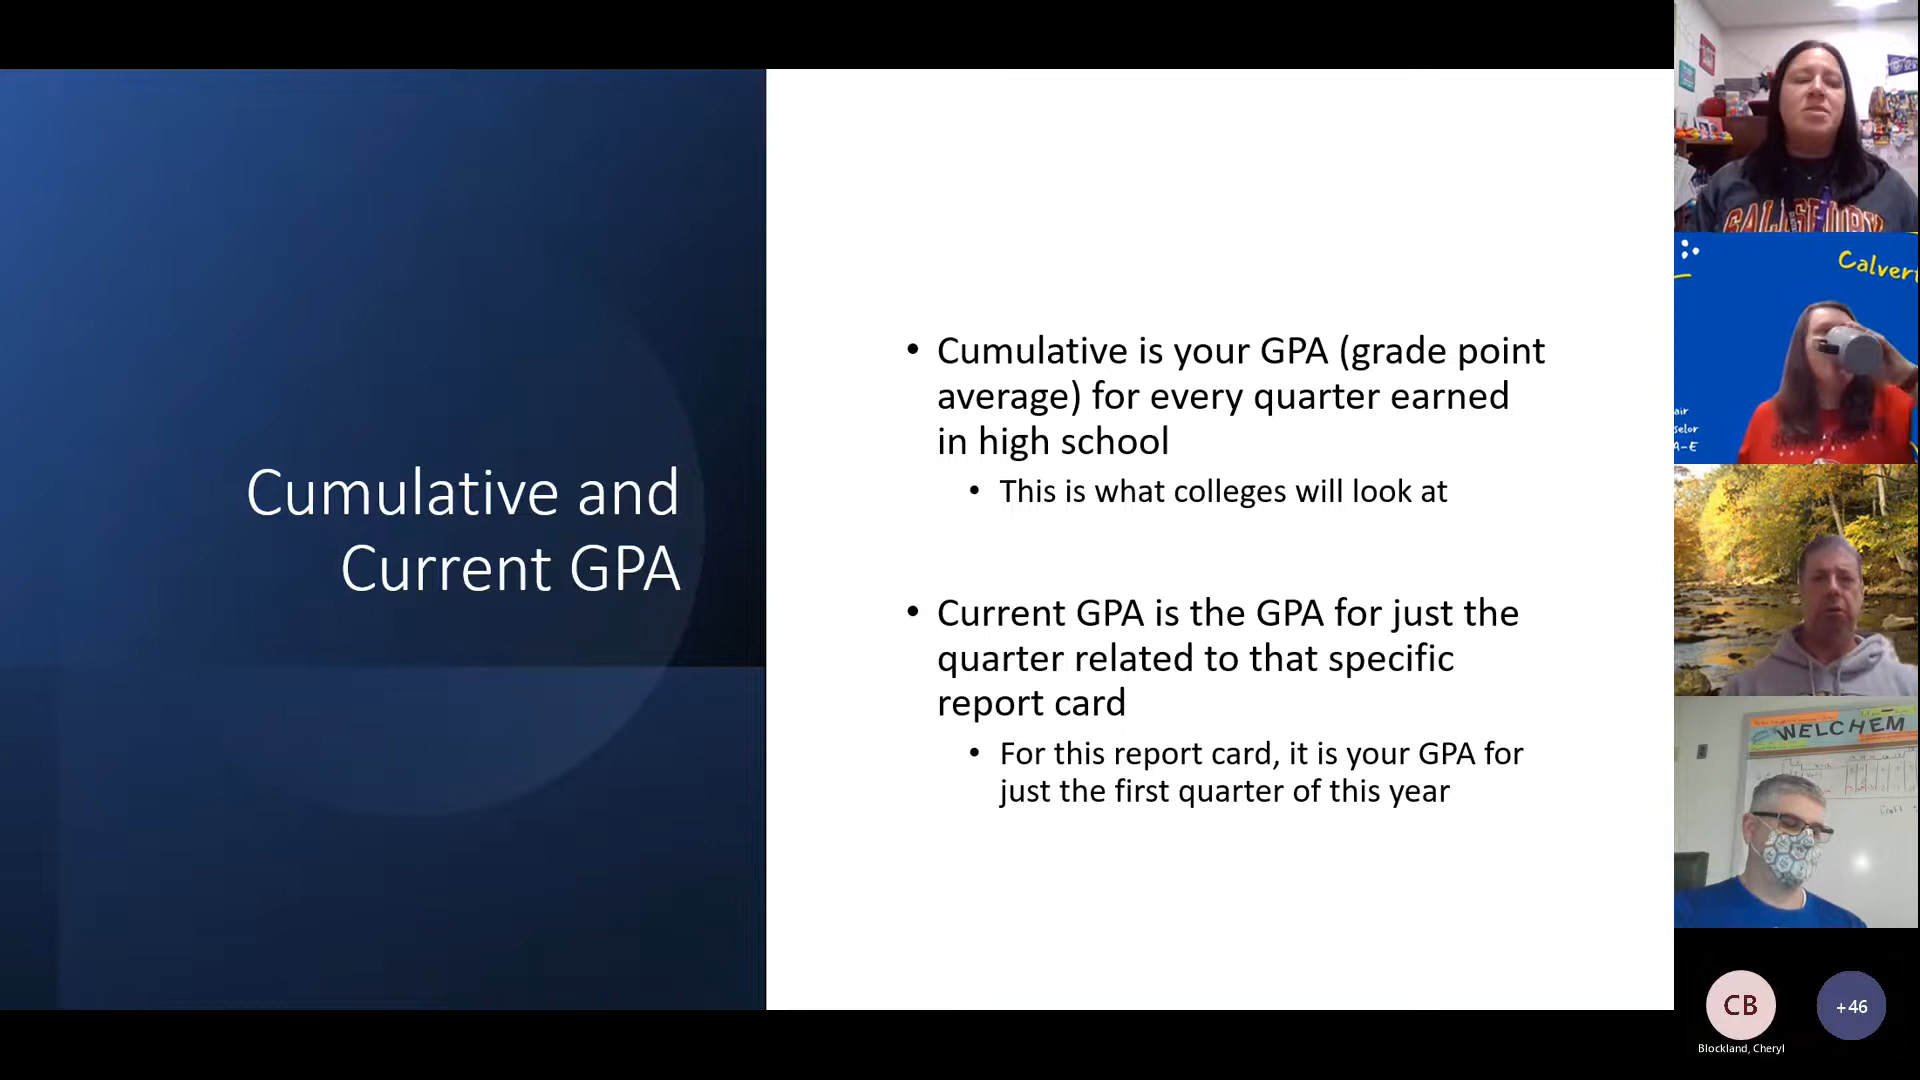 Cumulative and
Current GPA
• Cumulative is your GPA (grade point
average) for every quarter earned
in high school
• This is what colleges will look at
• Current GPA is the GPA for just the
quarter related to that specific
report card
• For this report card, it is your GPA for
just the first quarter of this year
Calvert
air
selor
A-E
WELCHEM
CB
+46
Blockland, Cheryl